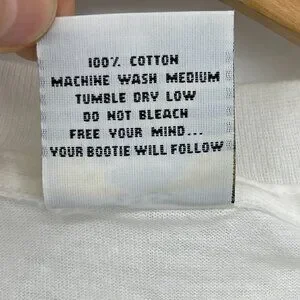 100% COTTON
MACHINE WASH MEDIUM
TUMBLE DRY LOW
DO NOT BLEACH
FREE YOUR MIND...
YOUR BOOTIE WILL FOLLOW